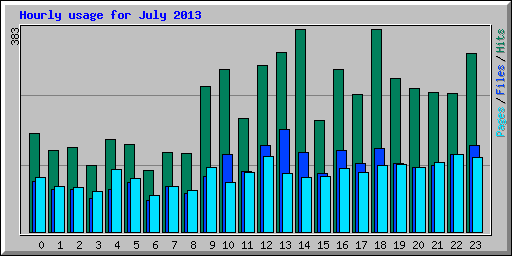 Hourly usage for July 2013
383
Pages / Files / Hits
0 1 2 3 4 5 6 7 8 9 10 11 12 13 14 15 16 17 18 19 20 21 22 23